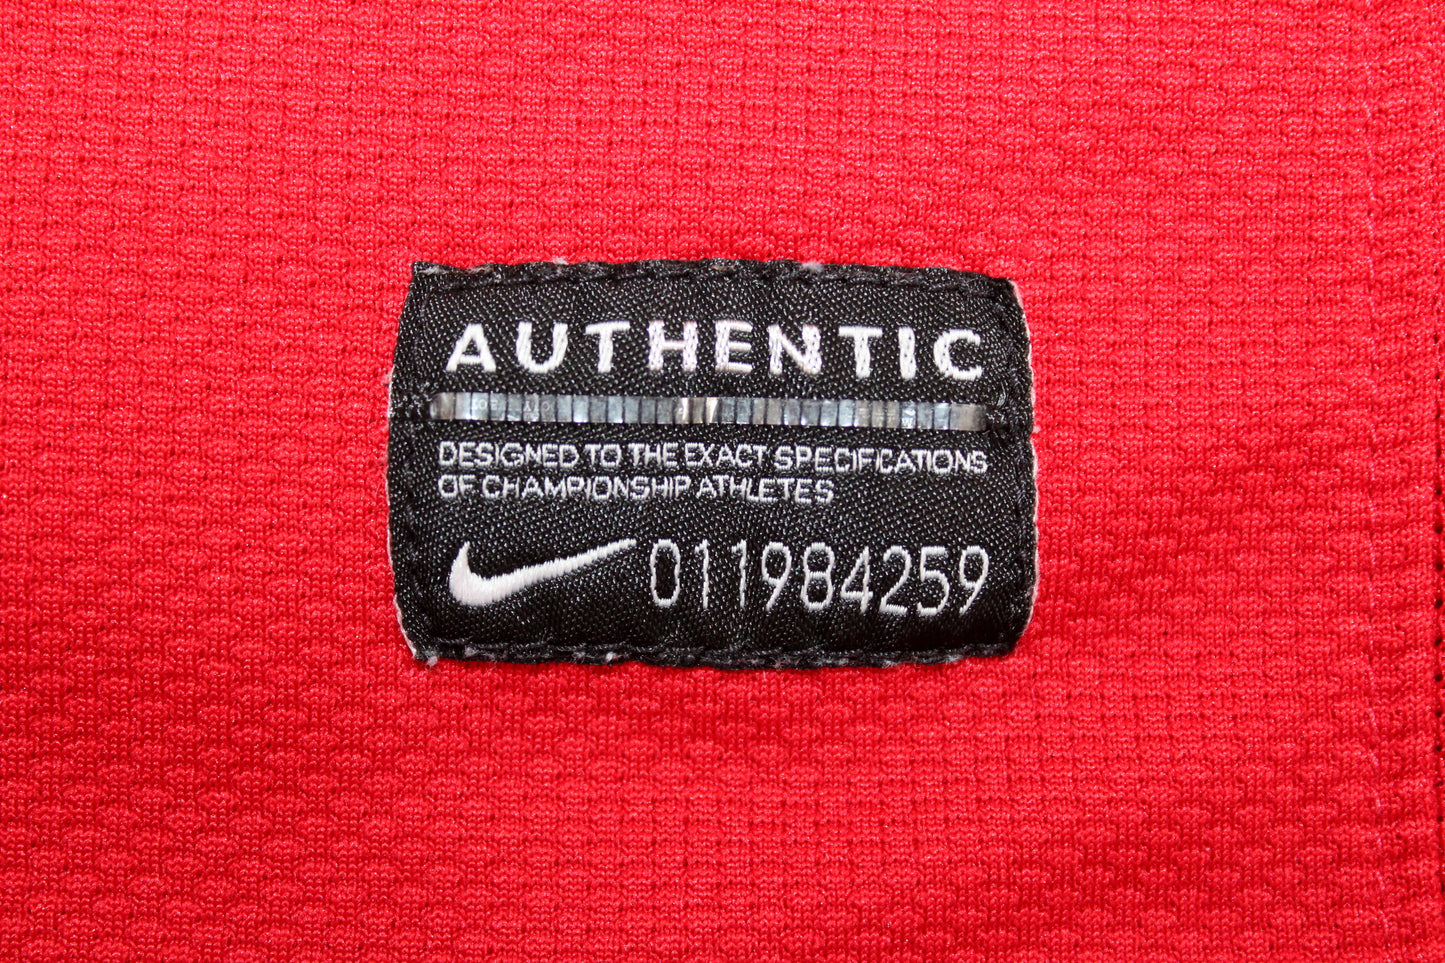 AUTHENTIC
DESIGNED TO THE EXACT SPECIFICATIONS
OF CHAMPIONSHIP ATHLETES
011984259